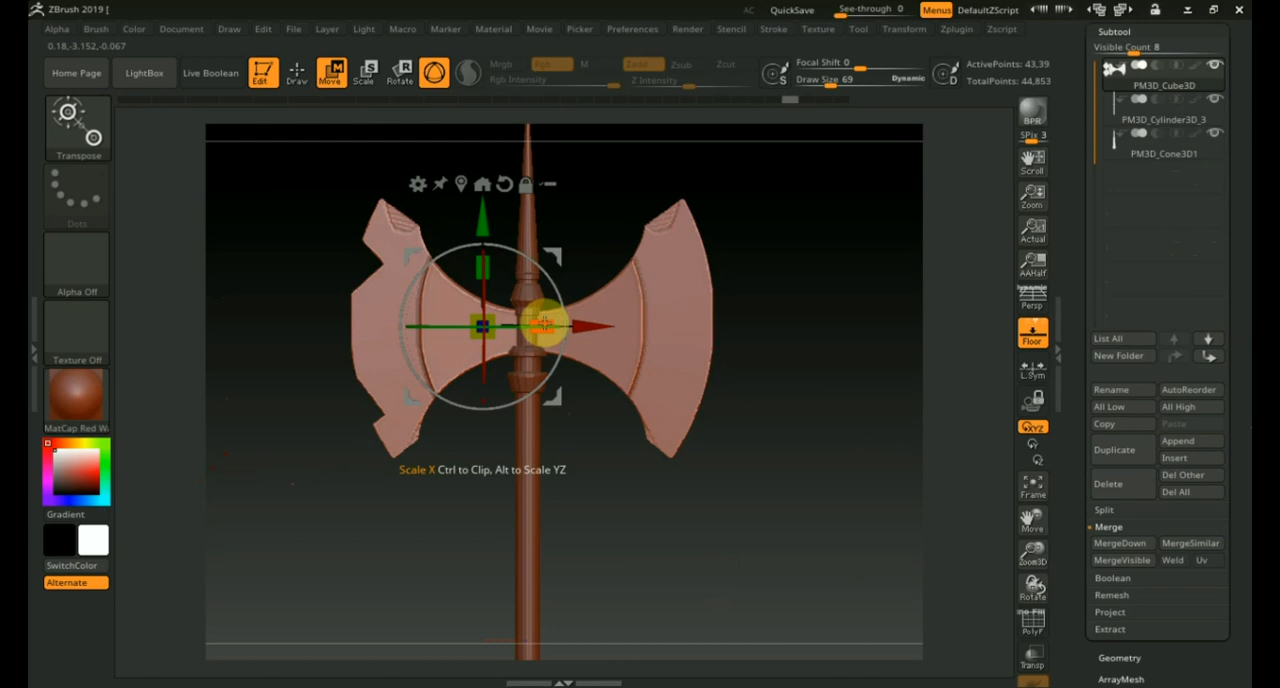 ZBrush 2019 [
AC QuickSave See-through 0 Menus DefaultZScript
Alpha Brush Color Document Draw Edit File Layer Light Macro Marker Material Movie Picker Preferences Render Stencil Stroke Texture Tool Transform Zplugin Zscript
0.18,-3.152,-0.067
Home Page LightBox Live Boolean Edit Draw Move Scale Rotate
Mrgb Rgb M Zadd Zsub Zcut
Rgb Intensity Z Intensity
Focal Shift 0
Draw Size 69 Dynamic
ActivePoints: 43,39
TotalPoints: 44,853
Transpose
Dots
Alpha Off
Texture Off
MatCap Red W
Gradient
SwitchColor
Alternate
Scale X Ctrl to Clip, Alt to Scale YZ
BPR
SPix 3
Scroll
Zoom
Actual
AAHalf
Dynamic
Persp
Floor
L.Sym
XYZ
Frame
Move
Zoom3D
Rotate
PolyF
Transp
Subtool
Visible Count 8
PM3D_Cube3D
PM3D_Cylinder3D_3
PM3D_Cone3D1
List All
New Folder
Rename AutoReorder
All Low All High
Copy Paste
Duplicate Append
Insert
Delete Del Other
Del All
Split
Merge
MergeDown MergeSimilar
MergeVisible Weld Uv
Boolean
Remesh
Project
Extract
Geometry
ArrayMesh